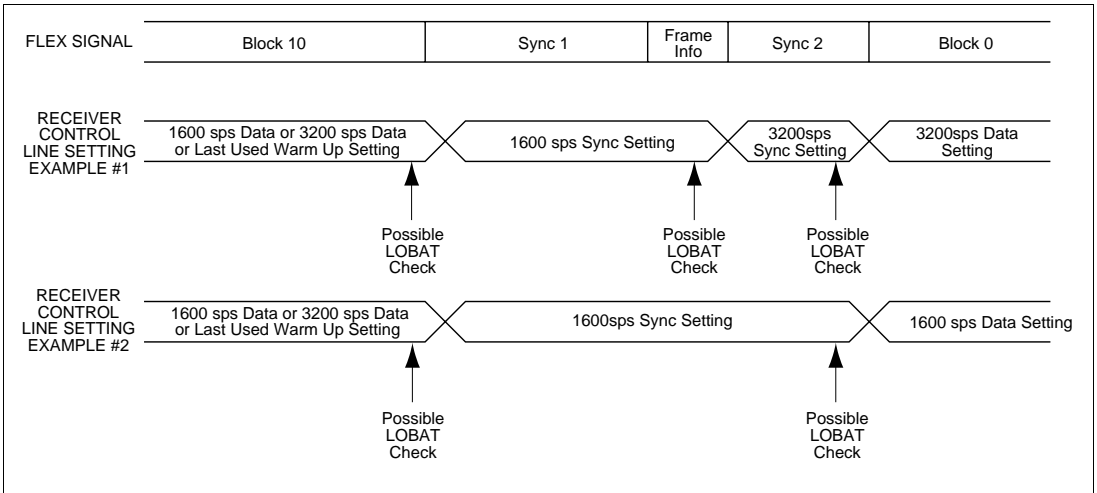 FLEX SIGNAL
Block 10
Sync 1
Frame
Info
Sync 2
Block 0
RECEIVER
CONTROL
LINE SETTING
EXAMPLE #1
1600 sps Data or 3200 sps Data
or Last Used Warm Up Setting
1600 sps Sync Setting
3200sps
Sync Setting
3200sps Data
Setting
Possible
LOBAT
Check
Possible
LOBAT
Check
Possible
LOBAT
Check
RECEIVER
CONTROL
LINE SETTING
EXAMPLE #2
1600 sps Data or 3200 sps Data
or Last Used Warm Up Setting
1600sps Sync Setting
1600 sps Data Setting
Possible
LOBAT
Check
Possible
LOBAT
Check